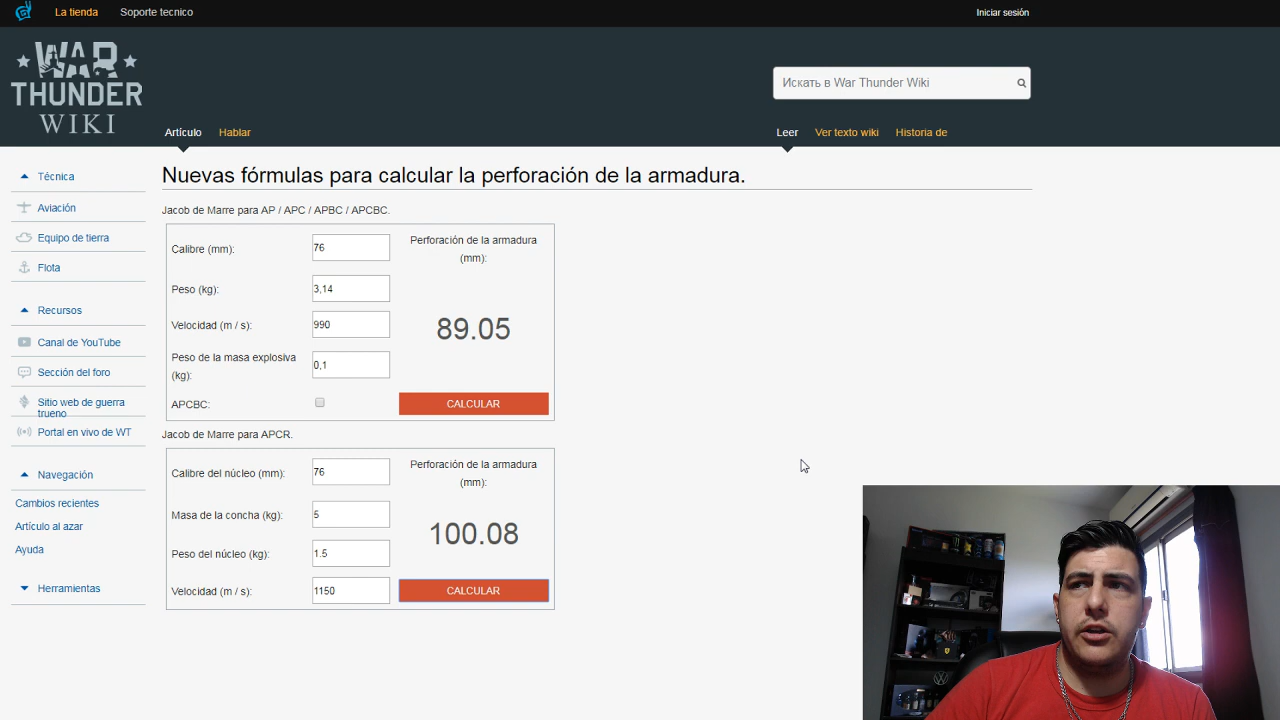 La tienda
Soporte tecnico
Iniciar sesión
WAR
THUNDER
WIKI
Искать в War Thunder Wiki
Artículo
Hablar
Leer
Ver texto wiki
Historia de
Técnica
Aviación
Equipo de tierra
Flota
Recursos
Canal de YouTube
Sección del foro
Sitio web de guerra
trueno
Portal en vivo de WT
Navegación
Cambios recientes
Artículo al azar
Ayuda
Herramientas
Nuevas fórmulas para calcular la perforación de la armadura.
Jacob de Marre para AP / APC / APBC / APCBC.
Calibre (mm):
76
Peso (kg):
3,14
Velocidad (m / s):
990
Peso de la masa explosiva
(kg):
0,1
APCBC:
Perforación de la armadura
(mm):
89.05
CALCULAR
Jacob de Marre para APCR.
Calibre del núcleo (mm):
76
Masa de la concha (kg):
5
Peso del núcleo (kg):
1.5
Velocidad (m / s):
1150
Perforación de la armadura
(mm):
100.08
CALCULAR